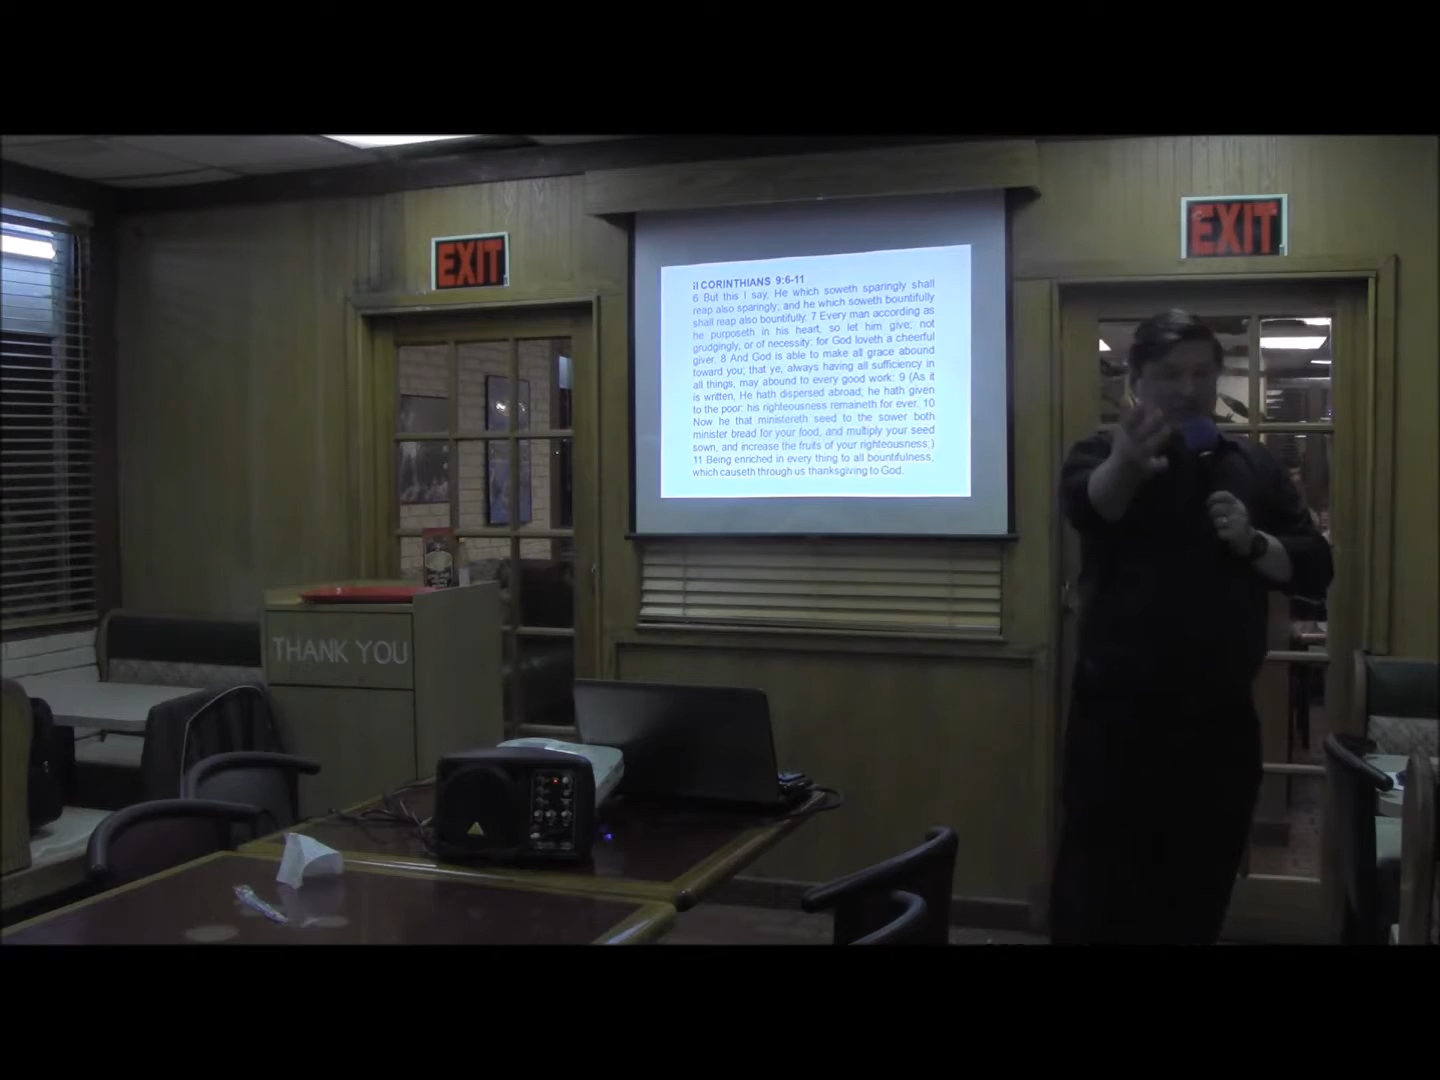 EXIT
EXIT
II CORINTHIANS 9:6-11
6 But this I say, He which soweth sparingly shall
reap also sparingly; and he which soweth bountifully
shall reap also bountifully. 7 Every man according as
he purposeth in his heart, so let him give; not
grudgingly, or of necessity: for God loveth a cheerful
giver. 8 And God is able to make all grace abound
toward you; that ye, always having all sufficiency in
all things, may abound to every good work: 9 (As it
is written, He hath dispersed abroad; he hath given
to the poor: his righteousness remaineth for ever. 10
Now he that ministereth seed to the sower both
minister bread for your food, and multiply your seed
sown, and increase the fruits of your righteousness;)
11 Being enriched in every thing to all bountifulness,
which causeth through us thanksgiving to God.
THANK YOU